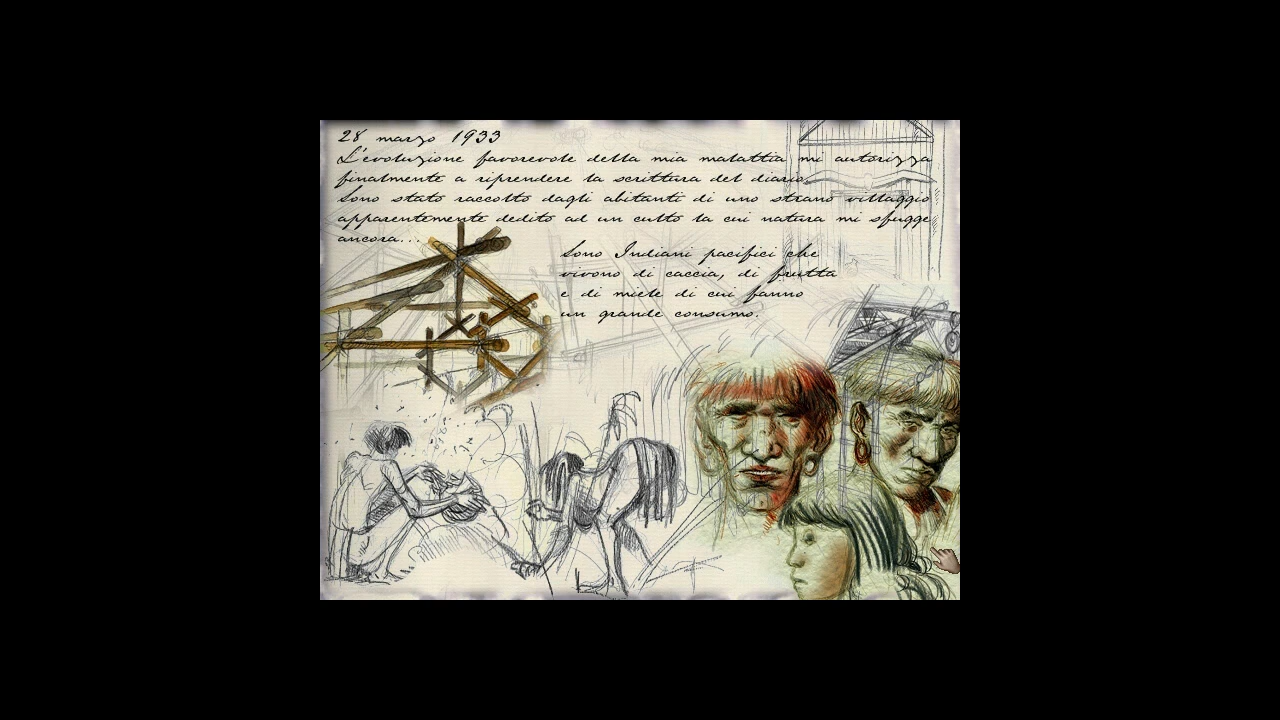 28 marzo 1933
L'evoluzione favorevole della mia malattia mi autorizza
finalmente a riprendere la scrittura del diario.
Sono stato raccolto dagli abitanti di uno strano villaggio
apparentemente dedito ad un culto la cui natura mi sfugge
ancora...
Sono Indiani pacifici che
vivono di caccia, di frutta
e di miele di cui fanno
un grande consumo.